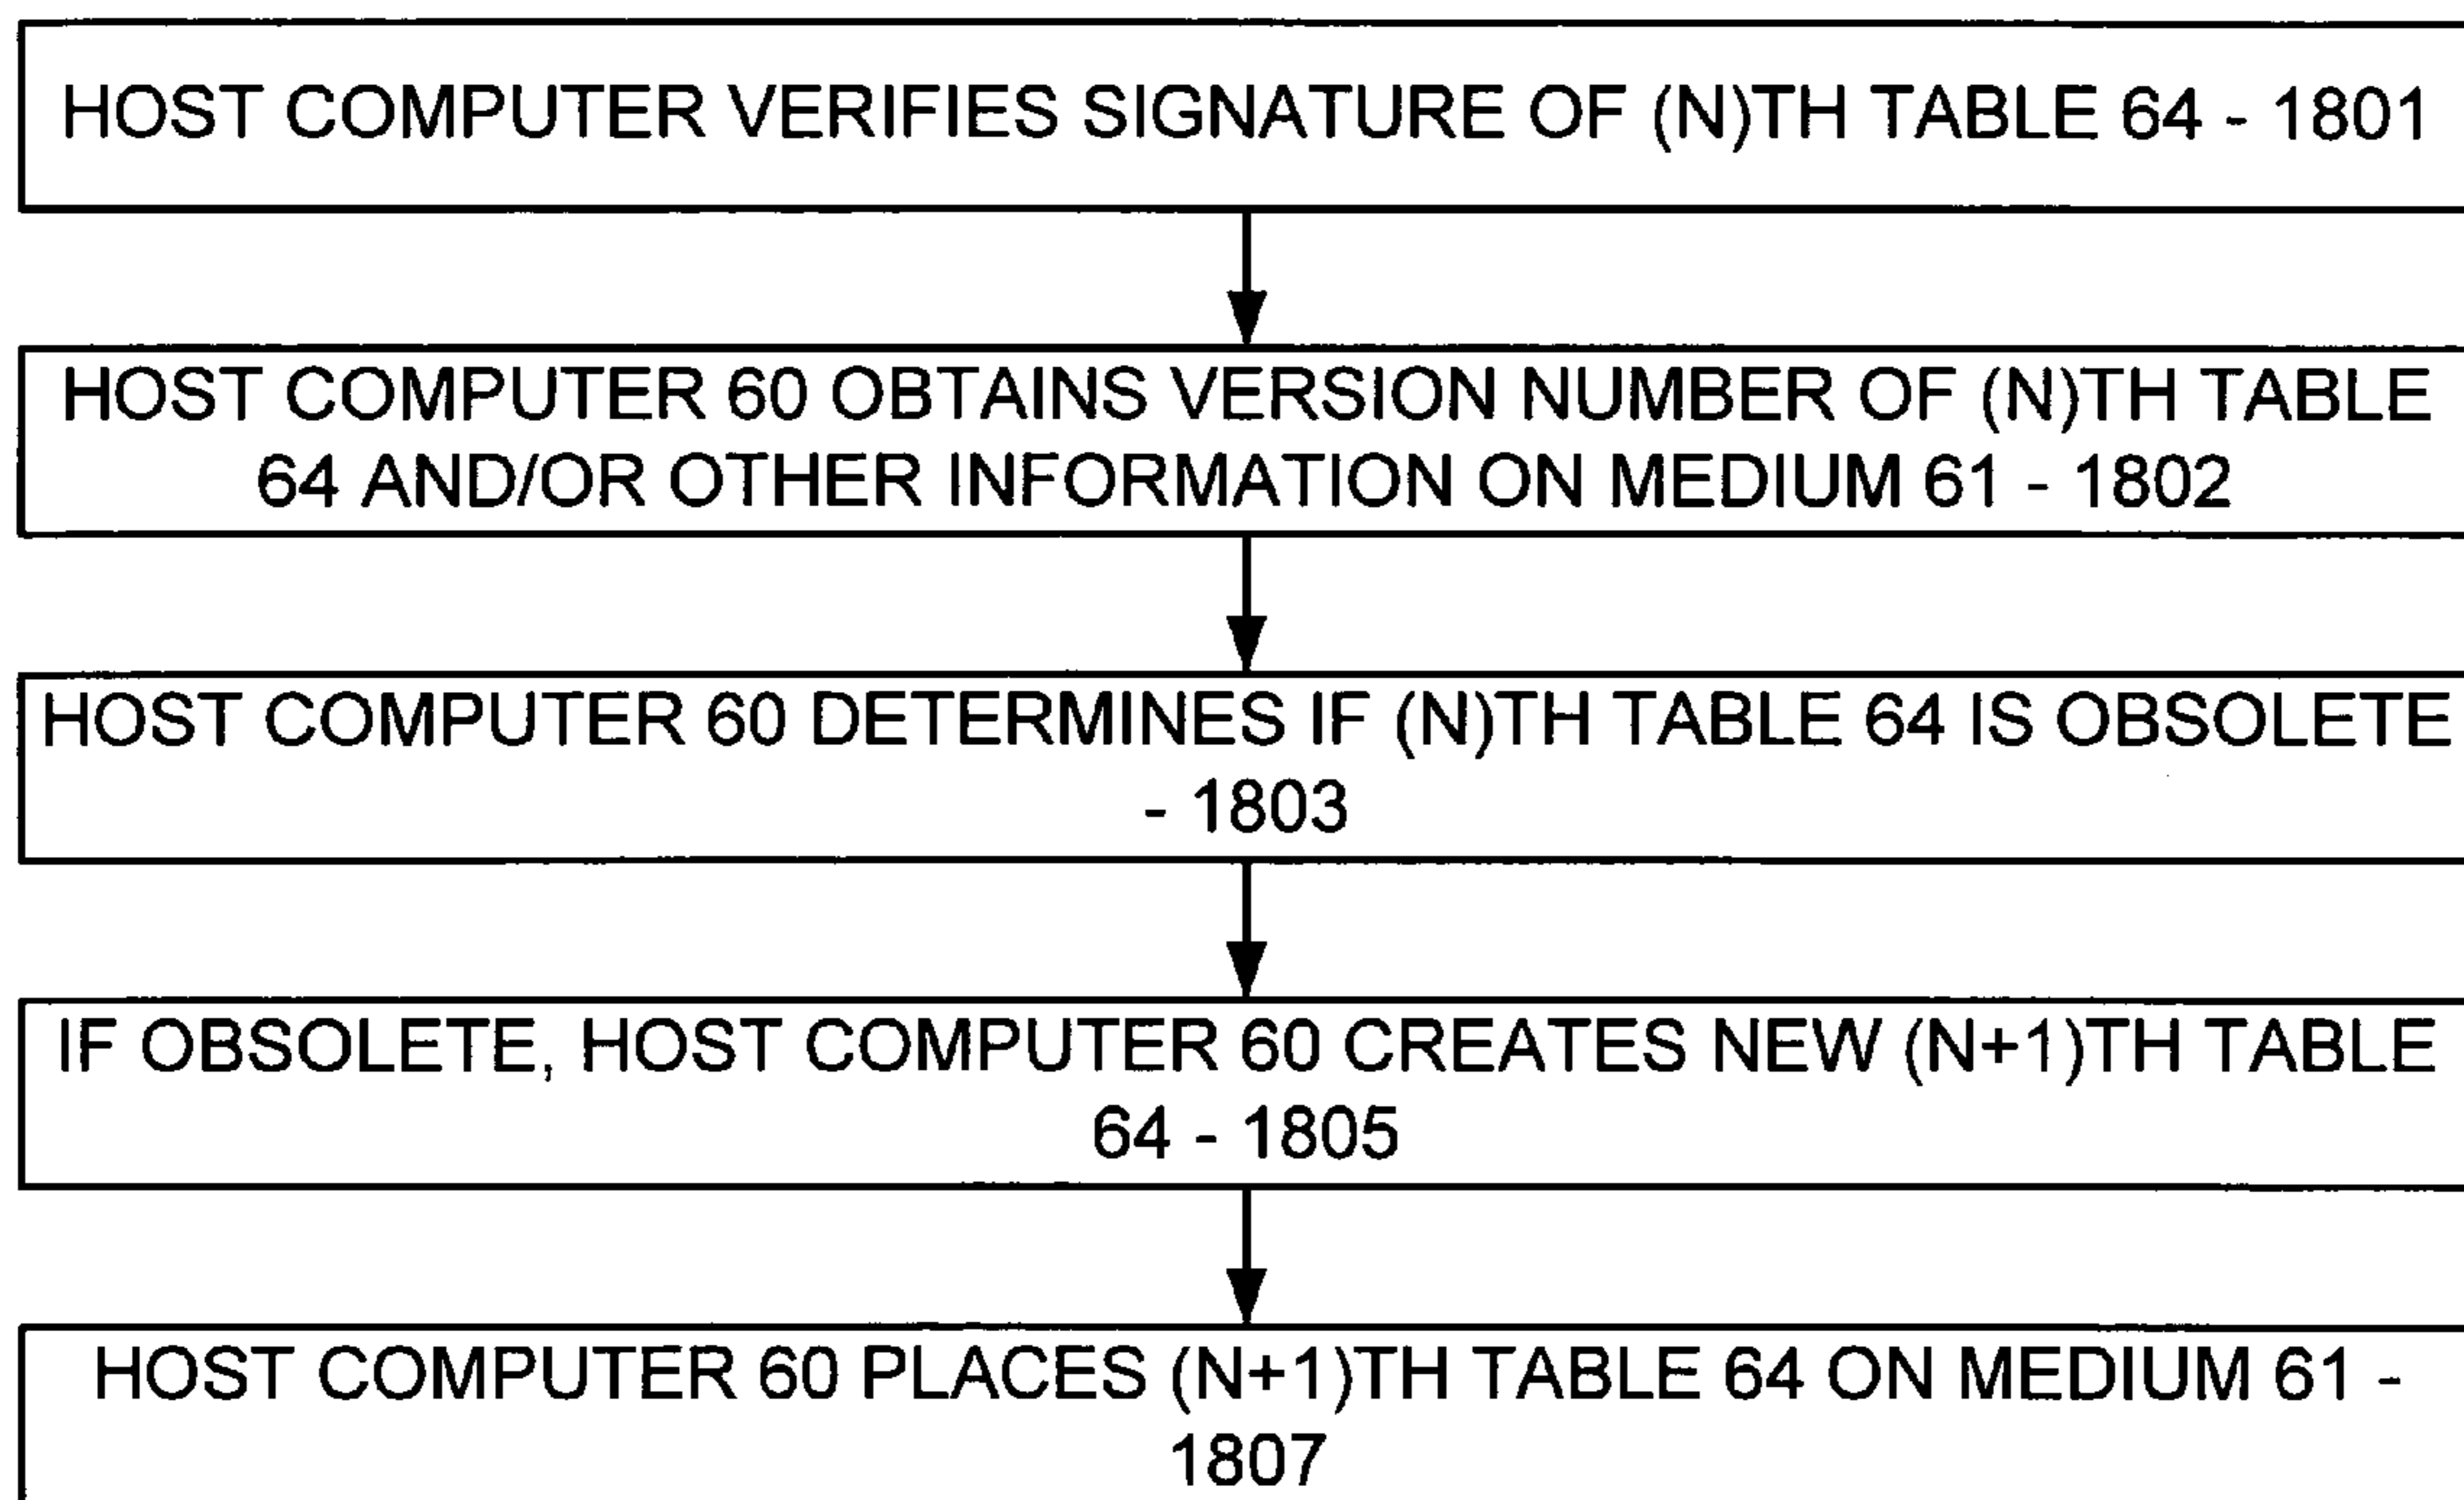 HOST COMPUTER VERIFIES SIGNATURE OF (N)TH TABLE 64 - 1801
HOST COMPUTER 60 OBTAINS VERSION NUMBER OF (N)TH TABLE
64 AND/OR OTHER INFORMATION ON MEDIUM 61 - 1802
HOST COMPUTER 60 DETERMINES IF (N)TH TABLE 64 IS OBSOLETE
- 1803
IF OBSOLETE, HOST COMPUTER 60 CREATES NEW (N+1)TH TABLE
64 - 1805
HOST COMPUTER 60 PLACES (N+1)TH TABLE 64 ON MEDIUM 61 -
1807